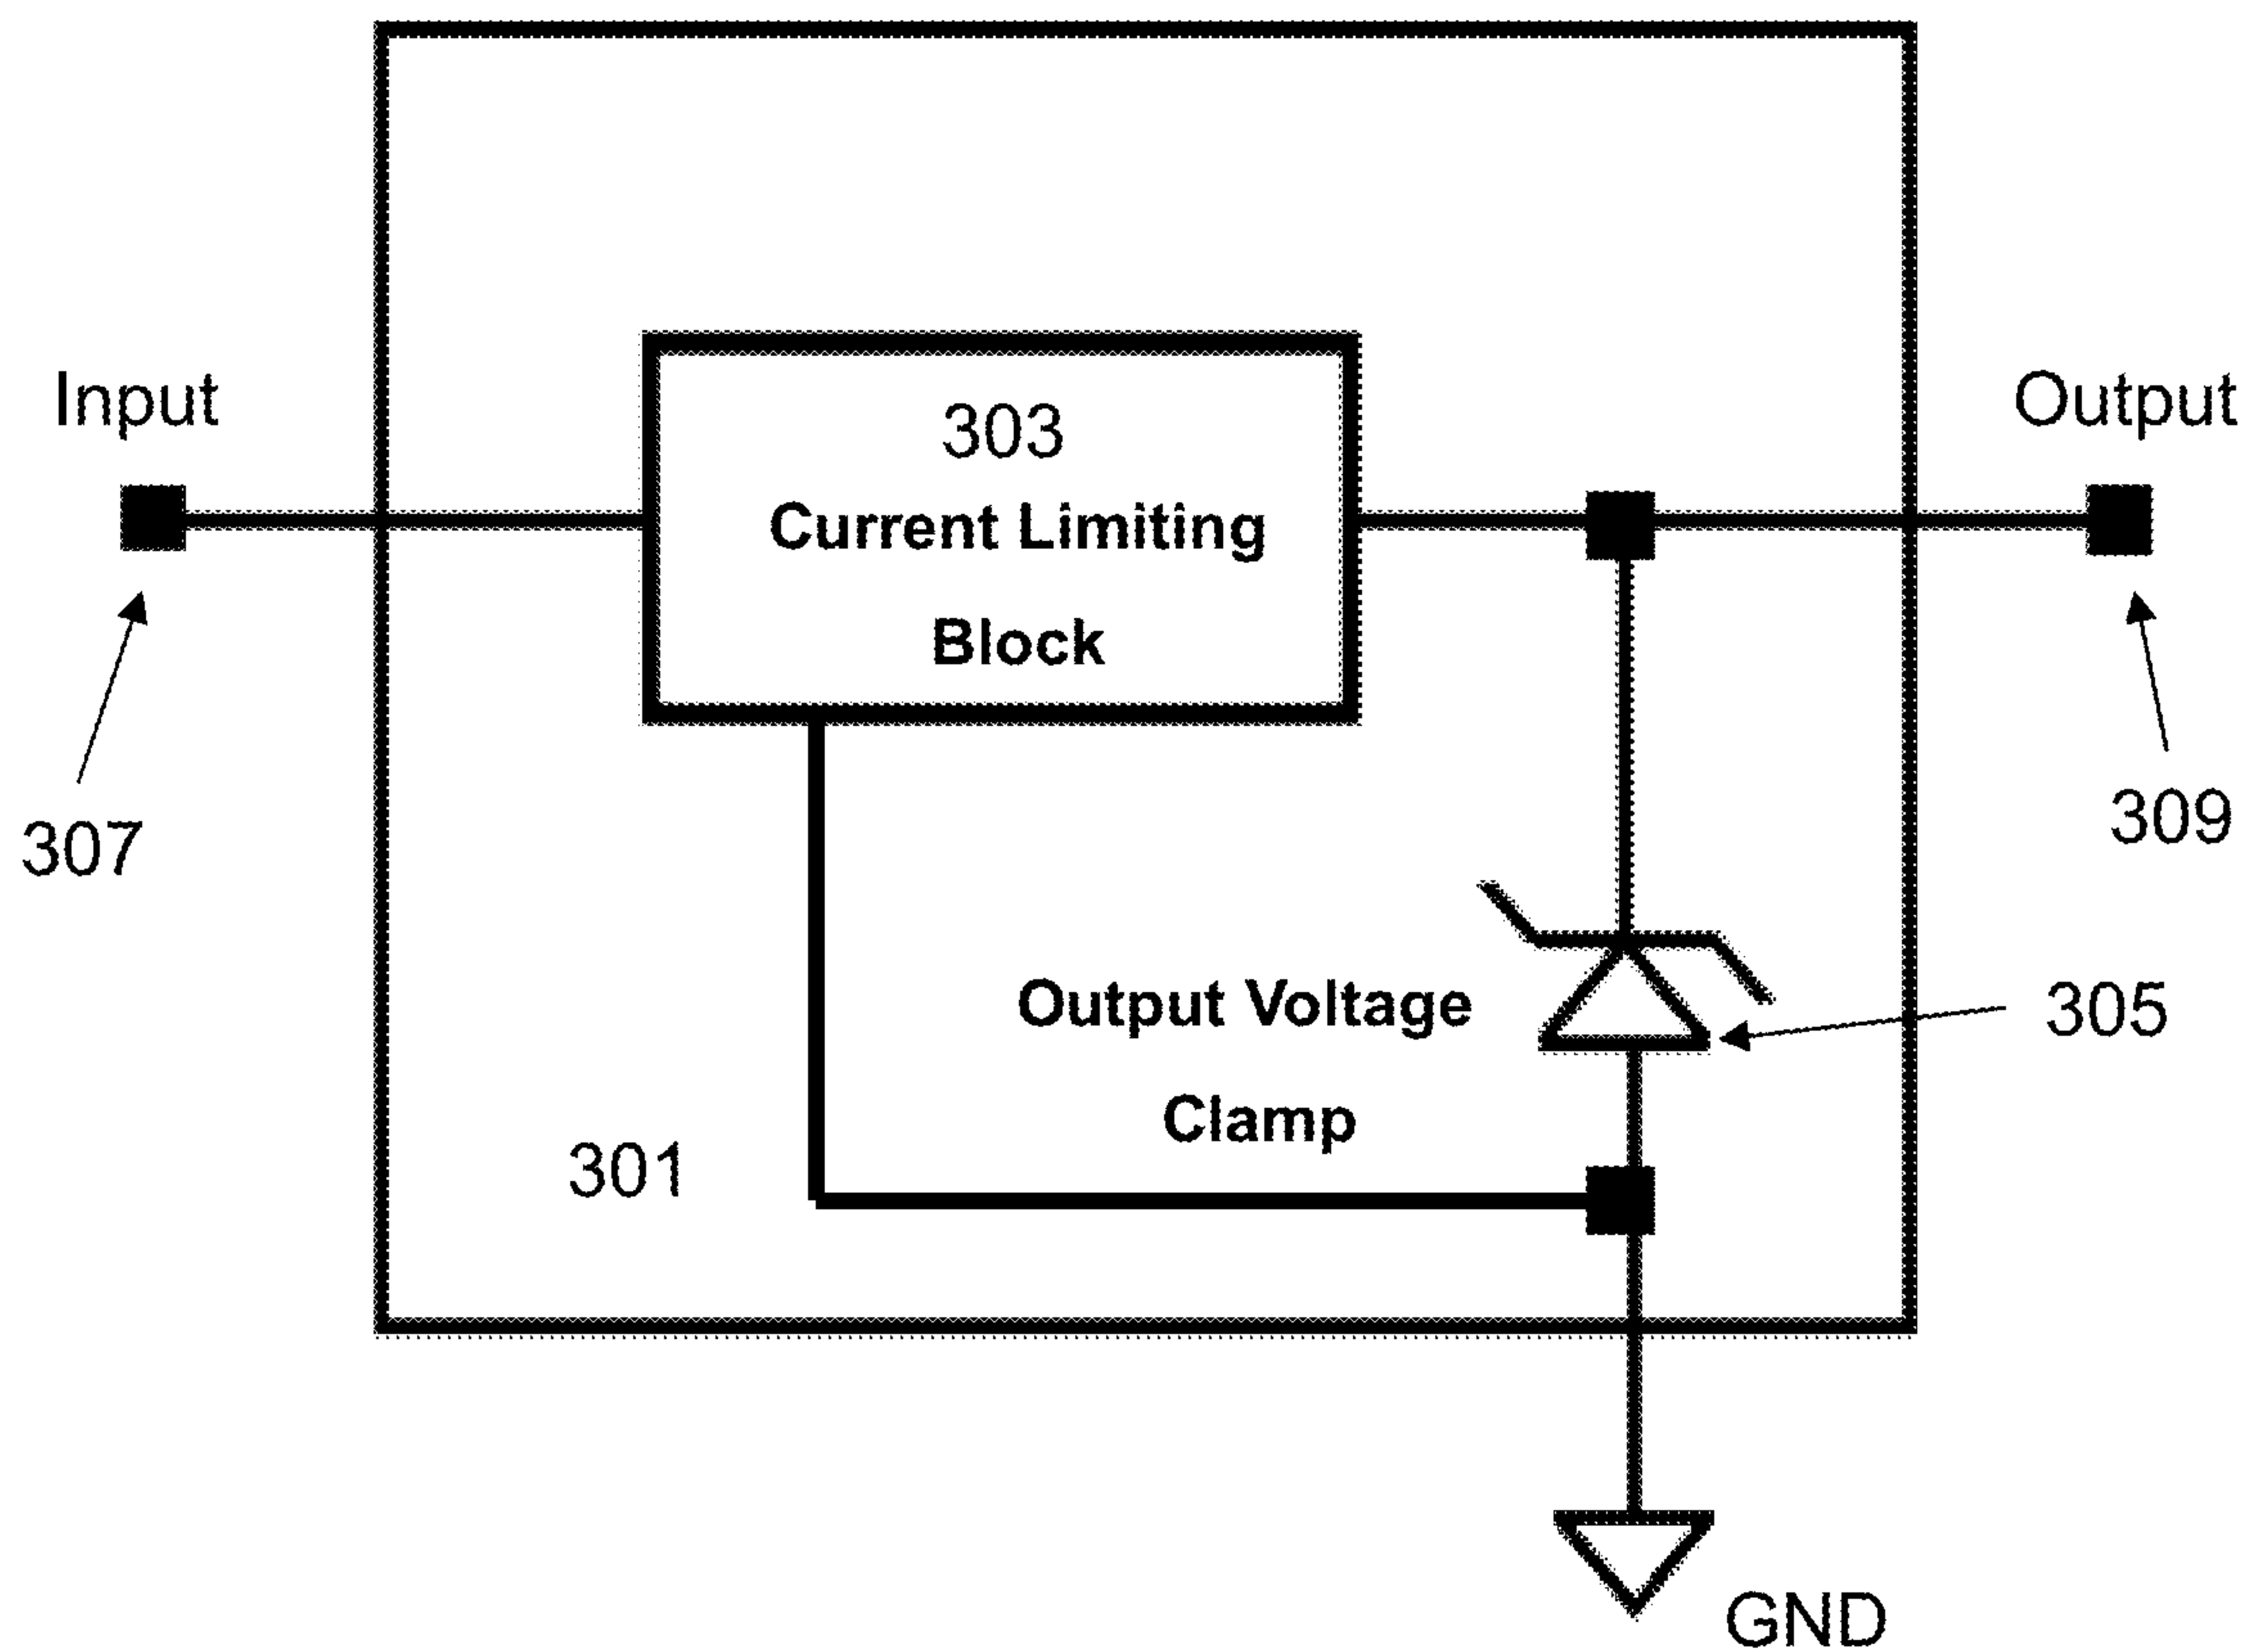 Input
Output
303
Current Limiting
Block
307
309
Output Voltage
Clamp
305
301
GND